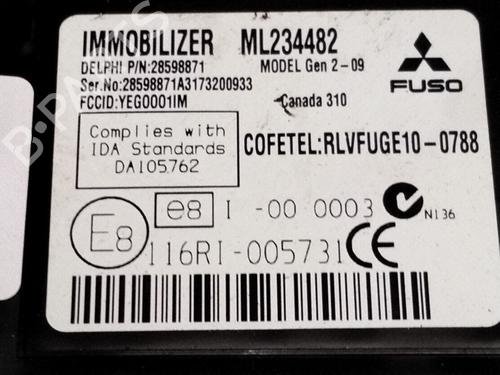 IMMOBILIZER ML234482
DELPHI P/N:28598871 MODEL Gen 2-09
Ser.No:28598871A3173200933
FUSO
FCCID:YEG0001IM
Canada 310
Complies with
IDA Standards
DA105762
COFETEL:RLVFUGE10-0788
e8 I -00 0003 N136
E8
116RI-005731 CE
B-PARTS